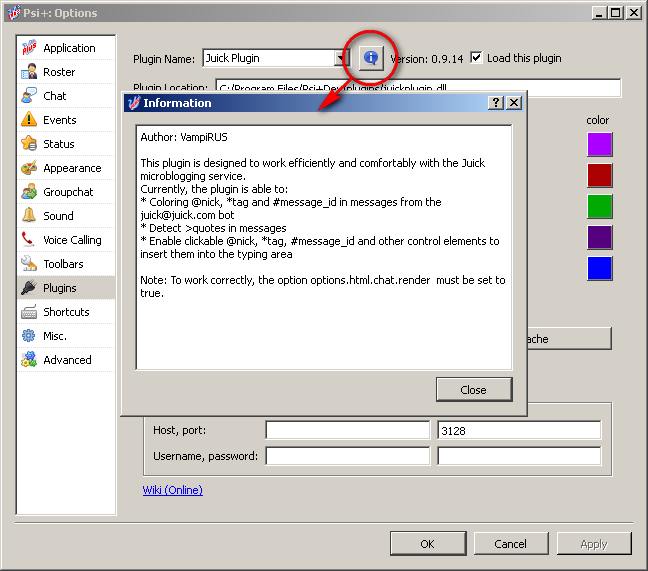 Psi+: Options
Application
Roster
Chat
Events
Status
Appearance
Groupchat
Sound
Voice Calling
Toolbars
Plugins
Shortcuts
Misc.
Advanced
Plugin Name: Juick Plugin Version: 0.9.14 Load this plugin
Plugin Location: C:/Program Files/Psi+Dev/plugins/juickplugin.dll
color
Information
Author: VampiRUS
This plugin is designed to work efficiently and comfortably with the Juick
microblogging service.
Currently, the plugin is able to:
* Coloring @nick, *tag and #message_id in messages from the
juick@juick.com bot
* Detect >quotes in messages
* Enable clickable @nick, *tag, #message_id and other control elements to
insert them into the typing area
Note: To work correctly, the option options.html.chat.render  must be set to
true.
Close
ache
Host, port: 3128
Username, password:
Wiki (Online)
OK Cancel Apply